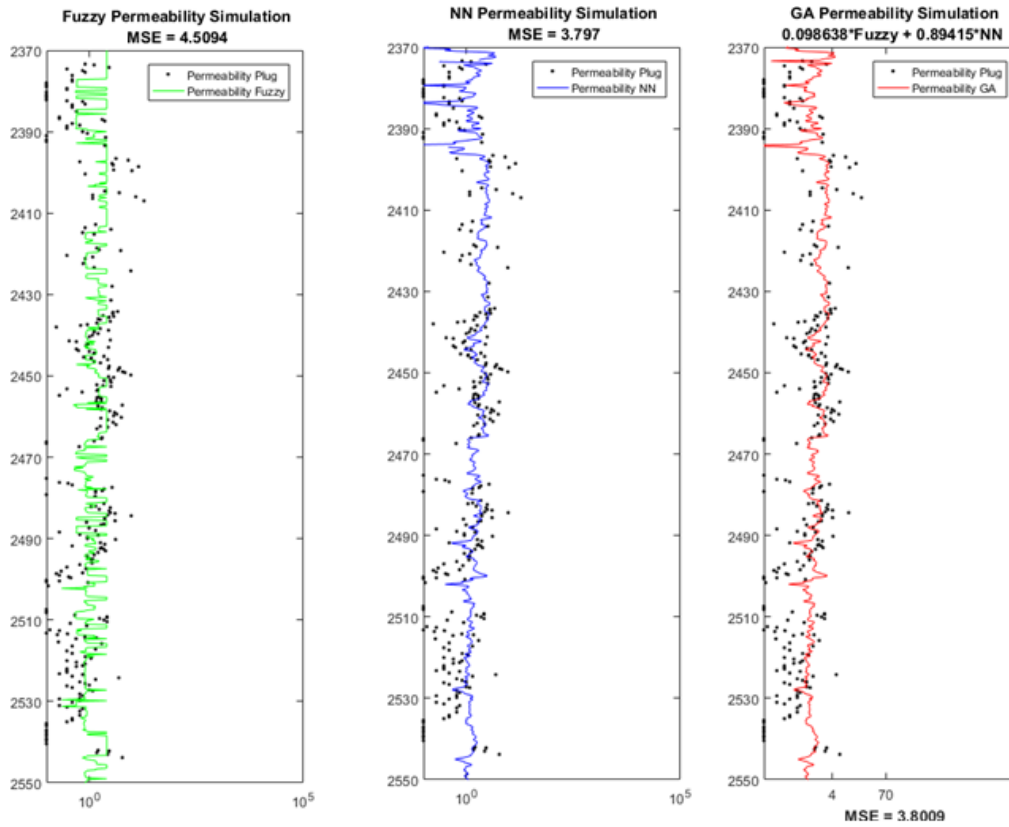 Fuzzy Permeability Simulation
MSE = 4.5094
Permeability Plug
Permeability Fuzzy
2370
2390
2410
2430
2450
2470
2490
2510
2530
2550
10^0
10^5
NN Permeability Simulation
MSE = 3.797
Permeability Plug
Permeability NN
2370
2390
2410
2430
2450
2470
2490
2510
2530
2550
10^0
10^5
GA Permeability Simulation
0.098638*Fuzzy + 0.89415*NN
Permeability Plug
Permeability GA
2370
2390
2410
2430
2450
2470
2490
2510
2530
2550
4
70
MSE = 3.8009